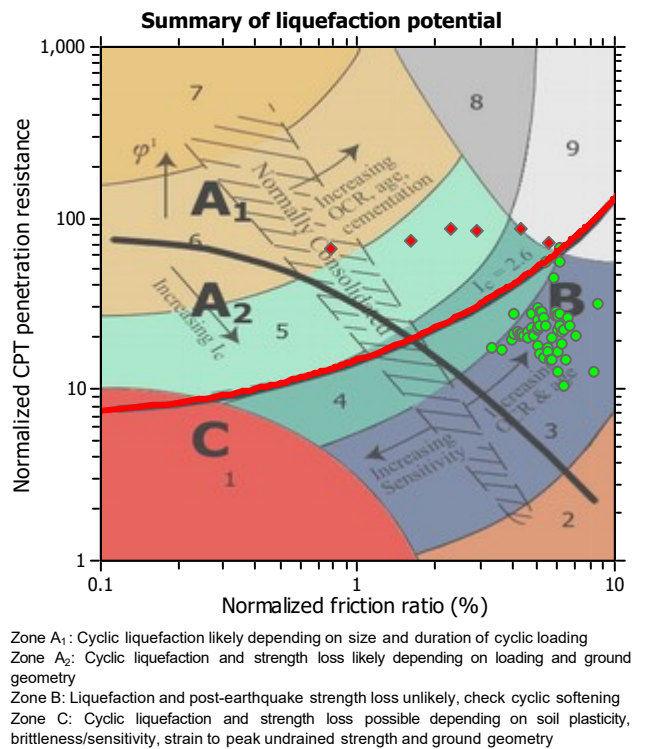 Summary of liquefaction potential
1,000
7
8
9
φ'
Increasing
OCR, age,
cementation
Normally Consolidated
A1
100
6
Ic = 2.6
A2
B
Increasing Ic
5
Normalized CPT penetration resistance
10
4
Increasing
OCR & age
C
3
Increasing
Sensitivity
1
2
1
0.1
1
10
Normalized friction ratio (%)
Zone A1: Cyclic liquefaction likely depending on size and duration of cyclic loading
Zone A2: Cyclic liquefaction and strength loss likely depending on loading and ground
geometry
Zone B: Liquefaction and post-earthquake strength loss unlikely, check cyclic softening
Zone C: Cyclic liquefaction and strength loss possible depending on soil plasticity,
brittleness/sensitivity, strain to peak undrained strength and ground geometry